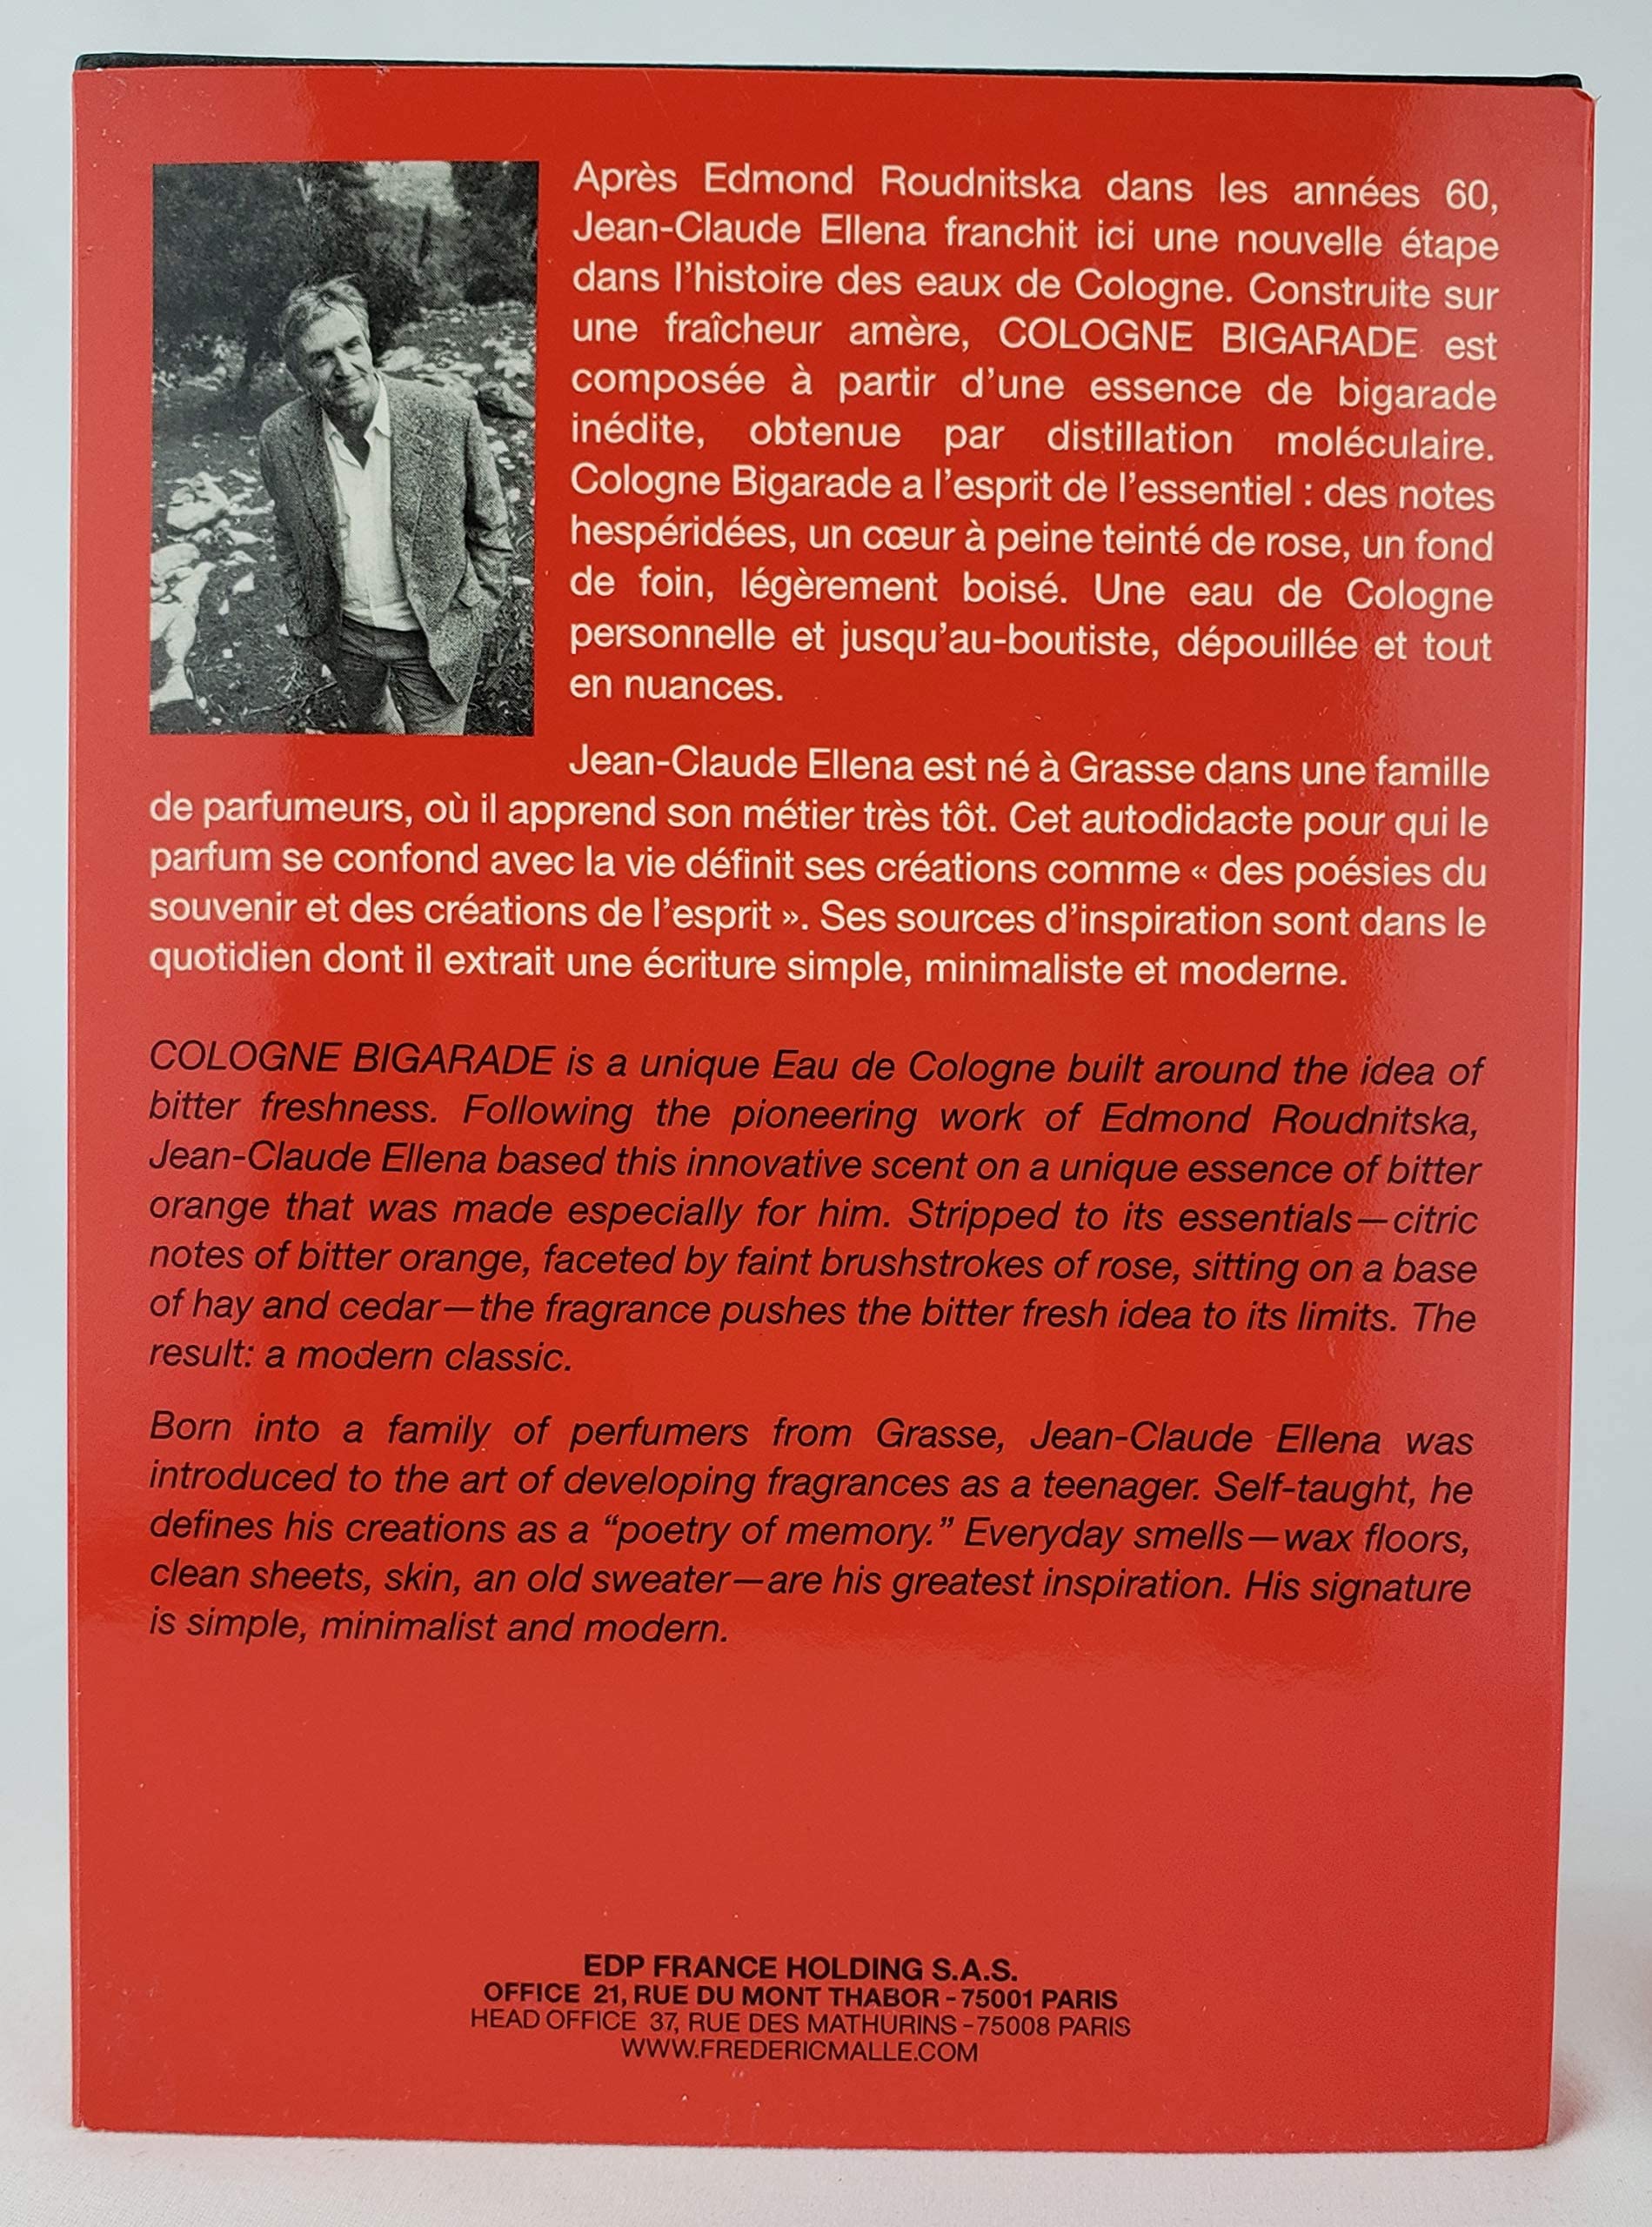 Après Edmond Roudnitska dans les années 60,
Jean-Claude Ellena franchit ici une nouvelle étape
dans l’histoire des eaux de Cologne. Construite sur
une fraîcheur amère, COLOGNE BIGARADE est
composée à partir d’une essence de bigarade
inédite, obtenue par distillation moléculaire.
Cologne Bigarade a l’esprit de l’essentiel : des notes
hespéridées, un cœur à peine teinté de rose, un fond
de foin, légèrement boisé. Une eau de Cologne
personnelle et jusqu’au-boutiste, dépouillée et tout
en nuances.
Jean-Claude Ellena est né à Grasse dans une famille
de parfumeurs, où il apprend son métier très tôt. Cet autodidacte pour qui le
parfum se confond avec la vie définit ses créations comme « des poésies du
souvenir et des créations de l’esprit ». Ses sources d’inspiration sont dans le
quotidien dont il extrait une écriture simple, minimaliste et moderne.
COLOGNE BIGARADE is a unique Eau de Cologne built around the idea of
bitter freshness. Following the pioneering work of Edmond Roudnitska,
Jean-Claude Ellena based this innovative scent on a unique essence of bitter
orange that was made especially for him. Stripped to its essentials—citric
notes of bitter orange, faceted by faint brushstrokes of rose, sitting on a base
of hay and cedar—the fragrance pushes the bitter fresh idea to its limits. The
result: a modern classic.
Born into a family of perfumers from Grasse, Jean-Claude Ellena was
introduced to the art of developing fragrances as a teenager. Self-taught, he
defines his creations as a “poetry of memory.” Everyday smells—wax floors,
clean sheets, skin, an old sweater—are his greatest inspiration. His signature
is simple, minimalist and modern.
EDP FRANCE HOLDING S.A.S.
OFFICE 21, RUE DU MONT THABOR - 75001 PARIS
HEAD OFFICE 37, RUE DES MATHURINS - 75008 PARIS
WWW.FREDERICMALLE.COM